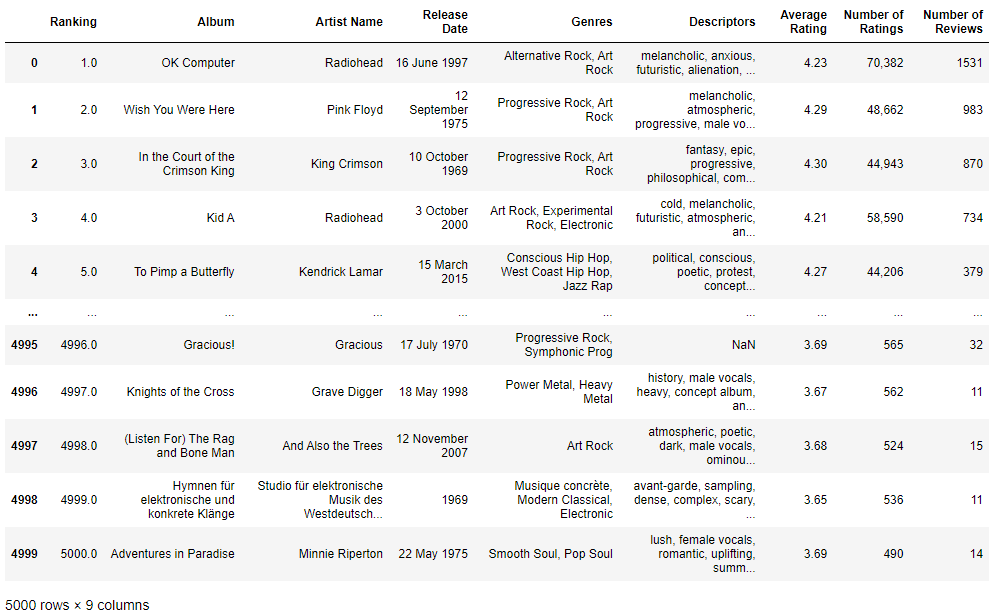 Ranking Album Artist Name Release Date Genres Descriptors Average Rating Number of Ratings Number of Reviews
0 1.0 OK Computer Radiohead 16 June 1997 Alternative Rock, Art Rock melancholic, anxious, futuristic, alienation, ... 4.23 70,382 1531
1 2.0 Wish You Were Here Pink Floyd 12 September 1975 Progressive Rock, Art Rock melancholic, atmospheric, progressive, male vo... 4.29 48,662 983
2 3.0 In the Court of the Crimson King King Crimson 10 October 1969 Progressive Rock, Art Rock fantasy, epic, progressive, philosophical, com... 4.30 44,943 870
3 4.0 Kid A Radiohead 3 October 2000 Art Rock, Experimental Rock, Electronic cold, melancholic, futuristic, atmospheric, an... 4.21 58,590 734
4 5.0 To Pimp a Butterfly Kendrick Lamar 15 March 2015 Conscious Hip Hop, West Coast Hip Hop, Jazz Rap political, conscious, poetic, protest, concept... 4.27 44,206 379
... ... ... ... ... ... ... ... ... ...
4995 4996.0 Gracious! Gracious 17 July 1970 Progressive Rock, Symphonic Prog NaN 3.69 565 32
4996 4997.0 Knights of the Cross Grave Digger 18 May 1998 Power Metal, Heavy Metal history, male vocals, heavy, concept album, an... 3.67 562 11
4997 4998.0 (Listen For) The Rag and Bone Man And Also the Trees 12 November 2007 Art Rock atmospheric, poetic, dark, male vocals, ominou... 3.68 524 15
4998 4999.0 Hymnen für elektronische und konkrete Klänge Studio für elektronische Musik des Westdeutsch... 1969 Musique concrète, Modern Classical, Electronic avant-garde, sampling, dense, complex, scary, ... 3.65 536 11
4999 5000.0 Adventures in Paradise Minnie Riperton 22 May 1975 Smooth Soul, Pop Soul lush, female vocals, romantic, uplifting, summ... 3.69 490 14
5000 rows × 9 columns